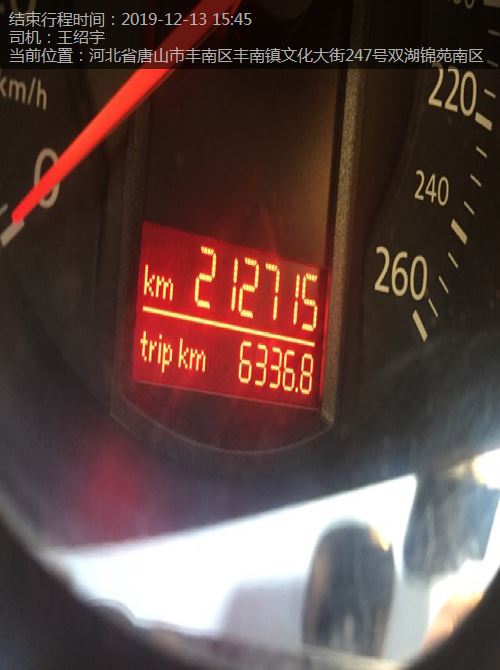 结束行程时间：2019-12-13 15:45
司机：王绍宇
当前位置：河北省唐山市丰南区丰南镇文化大街247号双湖锦苑南区
km/h
220
0
240
260
km 212715
trip km 6336.8